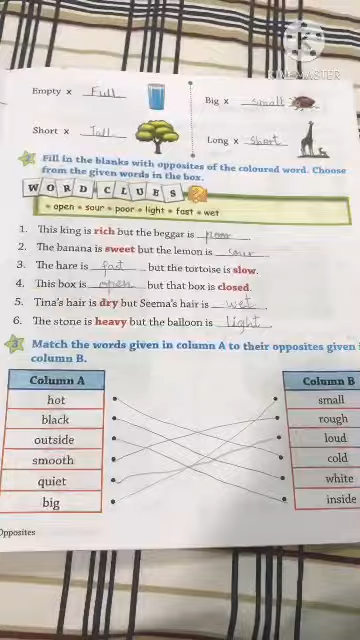 KINEMASTER
Empty x Full
Big x small
Short x Tall
Long x short
2 Fill in the blanks with opposites of the coloured word. Choose
from the given words in the box.
WORD CLUES
open sour poor light fast wet
1. This king is rich but the beggar is poor.
2. The banana is sweet but the lemon is sour.
3. The hare is fast but the tortoise is slow.
4. This box is open but that box is closed.
5. Tina's hair is dry but Seema's hair is wet.
6. The stone is heavy but the balloon is light.
3 Match the words given in column A to their opposites given
column B.
Column A Column B
hot small
black rough
outside loud
smooth cold
quiet white
big inside
Opposites